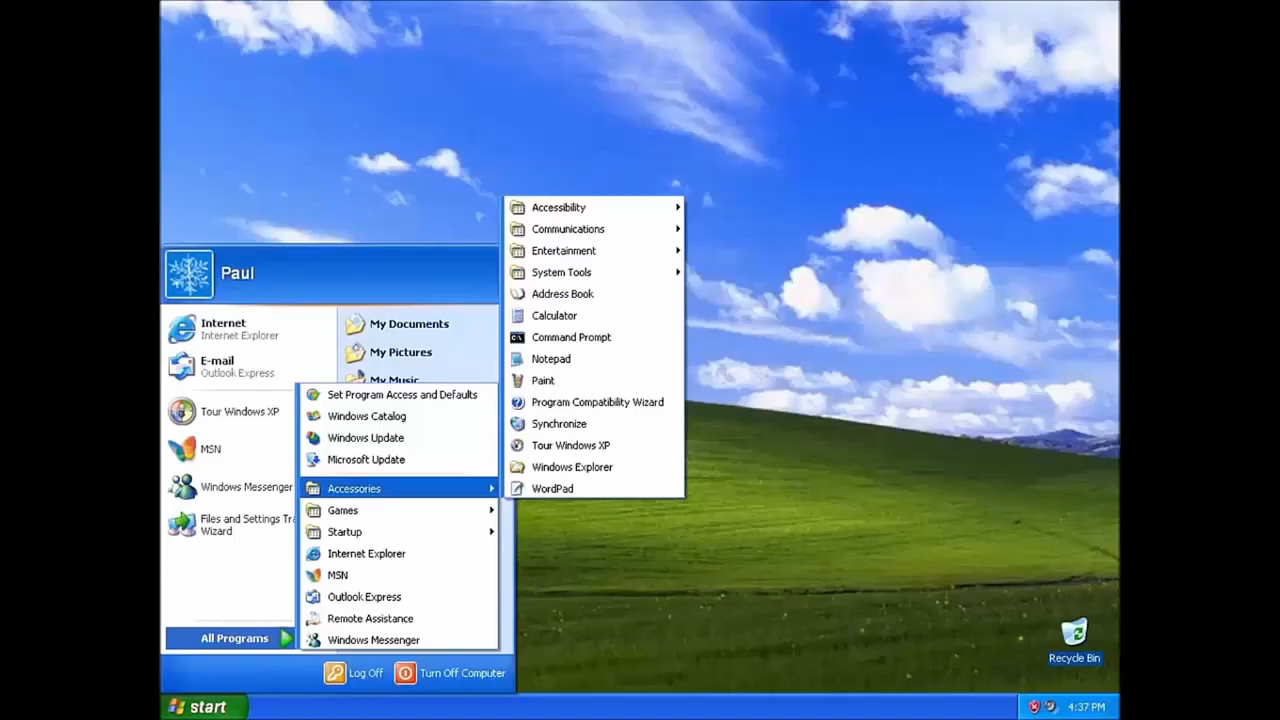 Paul
Internet
Internet Explorer
E-mail
Outlook Express
Tour Windows XP
MSN
Windows Messenger
Files and Settings Tra
Wizard
All Programs
My Documents
My Pictures
My Music
Set Program Access and Defaults
Windows Catalog
Windows Update
Microsoft Update
Accessories
Games
Startup
Internet Explorer
MSN
Outlook Express
Remote Assistance
Windows Messenger
Accessibility
Communications
Entertainment
System Tools
Address Book
Calculator
Command Prompt
Notepad
Paint
Program Compatibility Wizard
Synchronize
Tour Windows XP
Windows Explorer
WordPad
Log Off
Turn Off Computer
Recycle Bin
start
4:37 PM